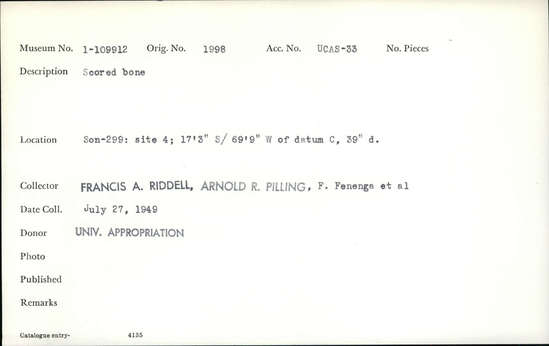 Museum No. 1-109912 Orig. No. 1998 Acc. No. UCAS-33 No. Pieces
Description Scored bone
Location Son-299: site 4; 17'3" S/ 69'9" W of datum C, 39" d.
Collector FRANCIS A. RIDDELL, ARNOLD R. PILLING, F. Fenenga et al
Date Coll. July 27, 1949
Donor UNIV. APPROPRIATION
Photo
Published
Remarks
Catalogue entry- 4135